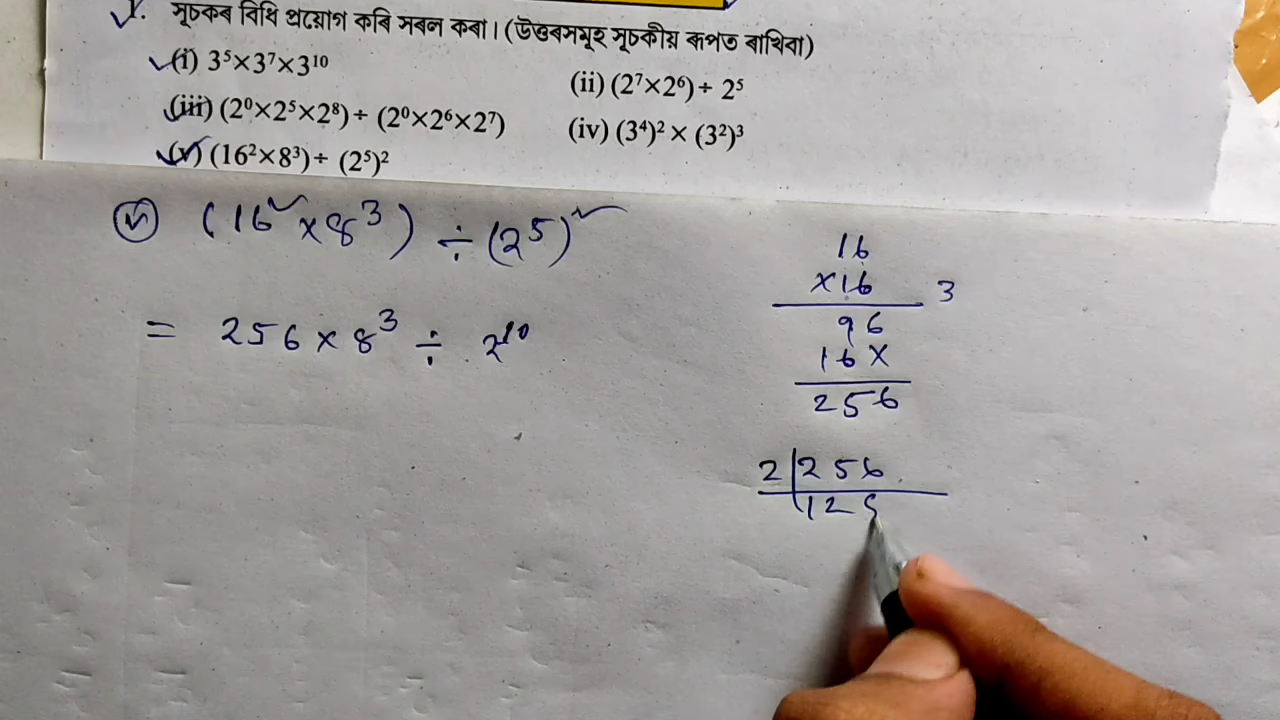 1. সূচকৰ বিধি প্ৰয়োগ কৰি সৰল কৰা। (উত্তৰসমূহ সূচকীয় ৰূপত ৰাখিবা)
(i) 3⁵×3⁷×3¹⁰
(ii) (2⁷×2⁶) ÷ 2⁵
(iii) (2⁰×2⁵×2⁸) ÷ (2⁰×2⁶×2⁷)
(iv) (3⁴)² × (3²)³
(v) (16²×8³) ÷ (2⁵)²
(v) (16²×8³) ÷ (2⁵)²
= 256 × 8³ ÷ 2¹⁰
16
×16 3
96
16×
256
2 256
128